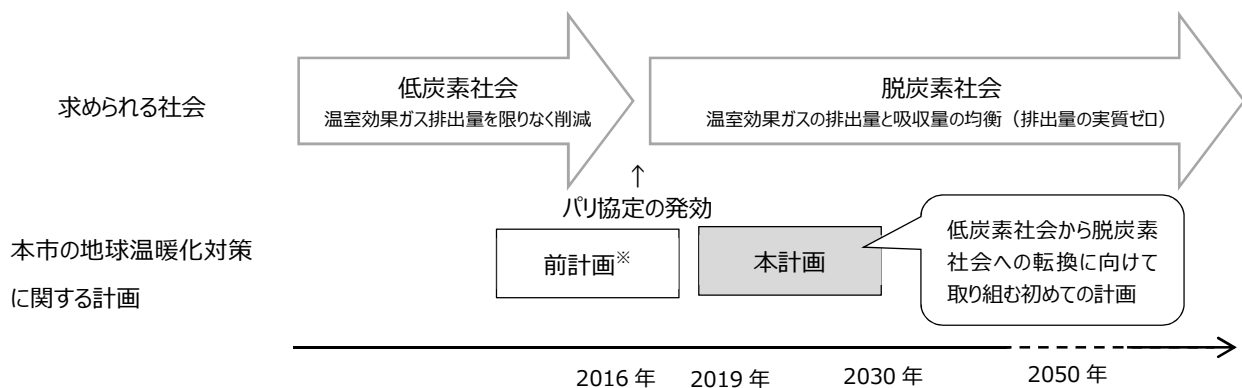 低炭素社会
温室効果ガス排出量を限りなく削減
脱炭素社会
温室効果ガスの排出量と吸収量の均衡（排出量の実質ゼロ）
求められる社会
↑
パリ協定の発効
本市の地球温暖化対策
に関する計画
前計画※
本計画
低炭素社会から脱炭素
社会への転換に向けて
取り組む初めての計画
2016 年
2019 年
2030 年
2050 年